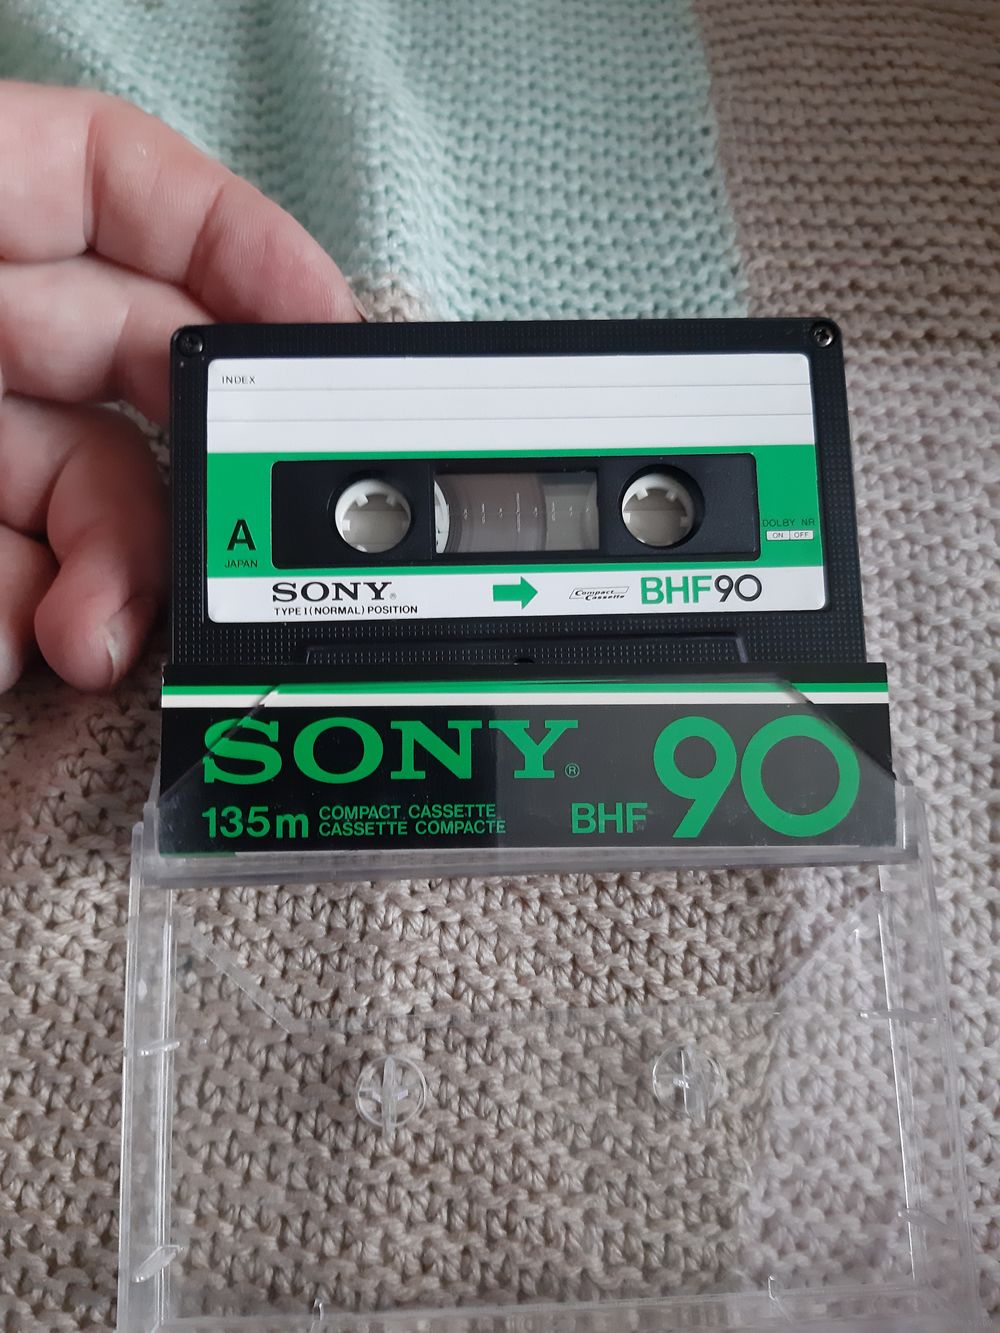 INDEX
A
JAPAN
DOLBY NR
ON OFF
SONY®
TYPE I (NORMAL) POSITION
Compact Cassette
BHF90
SONY®
90
135m
COMPACT CASSETTE
CASSETTE COMPACTE
BHF